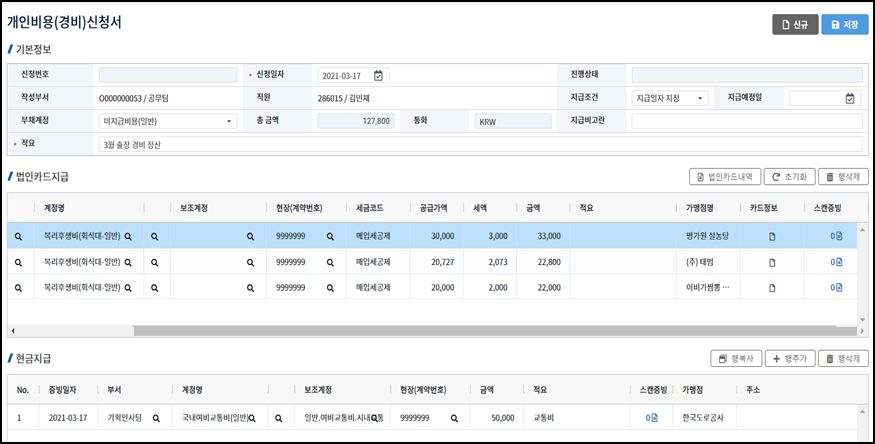 개인비용(경비)신청서
신규 저장
기본정보
신청번호 * 신청일자 2021-03-17 진행상태
작성부서 O000000053 / 공무팀 직원 286015 / 김민재 지급조건 지급일자 지정 지급예정일
부채계정 미지급비용(일반) 총 금액 127,800 통화 KRW 지급비고란
* 적요 3월 출장 경비 정산
법인카드지급 법인카드내역 초기화 행삭제
계정명 보조계정 현장(계약번호) 세금코드 공급가액 세액 금액 적요 가맹점명 카드정보 스캔증빙
복리후생비(회식대-일반) 9999999 매입세공제 30,000 3,000 33,000 명가원 설농탕 0
복리후생비(회식대-일반) 9999999 매입세공제 20,727 2,073 22,800 (주) 태범 0
복리후생비(회식대-일반) 9999999 매입세공제 20,000 2,000 22,000 이비가짬뽕 ··· 0
현금지급 행복사 행추가 행삭제
No. 증빙일자 부서 계정명 보조계정 현장(계약번호) 금액 적요 스캔증빙 가맹점 주소
1 2021-03-17 기획인사팀 국내여비교통비(일반) 일반.여비교통비.시내 통 9999999 50,000 교통비 0 한국도로공사